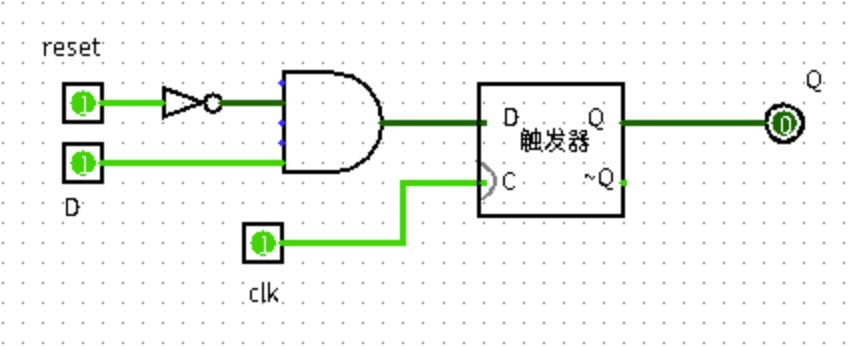 reset
1
1
D
1
clk
D
Q
触发器
C
~Q
Q
0